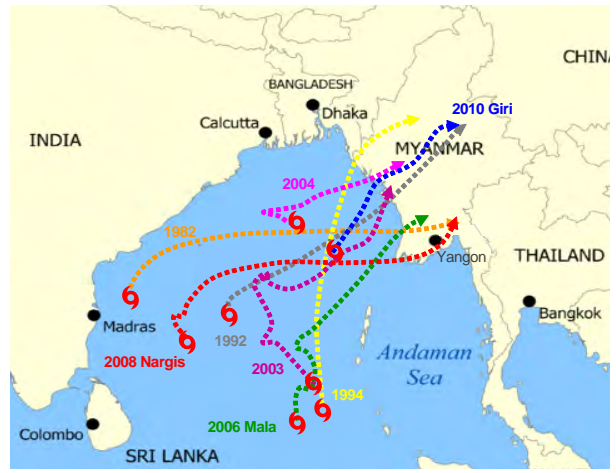 CHINA
BANGLADESH
Dhaka
2010 Giri
Calcutta
INDIA
MYANMAR
2004
1982
Yangon
THAILAND
Madras
Bangkok
1992
2008 Nargis
2003
Andaman
Sea
1994
2006 Mala
Colombo
SRI LANKA